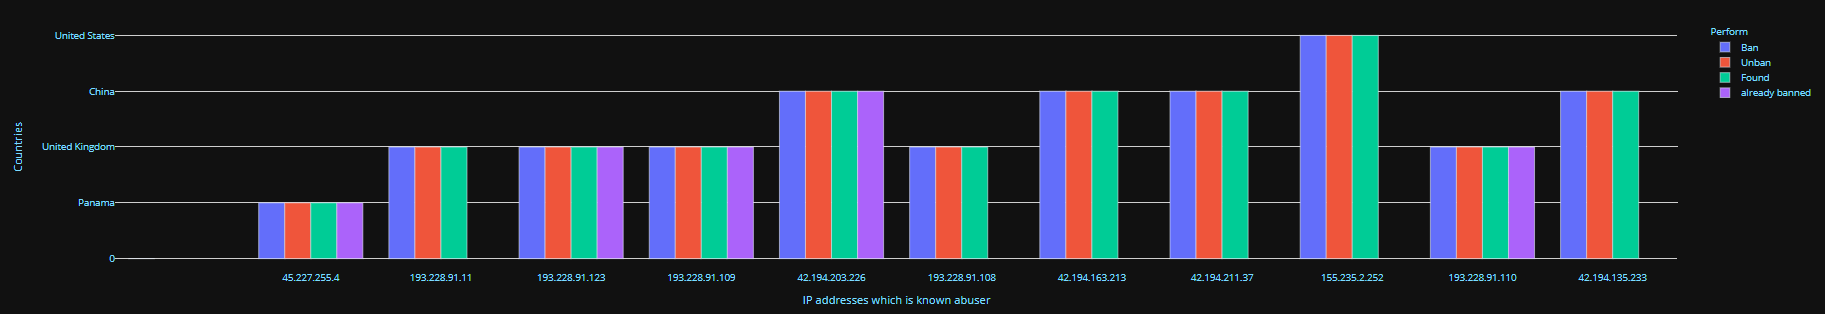 Perform
Ban
Unban
Found
already banned
Countries
United States
China
United Kingdom
Panama
0
45.227.255.4 193.228.91.11 193.228.91.123 193.228.91.109 42.194.203.226 193.228.91.108 42.194.163.213 42.194.211.37 155.235.2.252 193.228.91.110 42.194.135.233
IP addresses which is known abuser